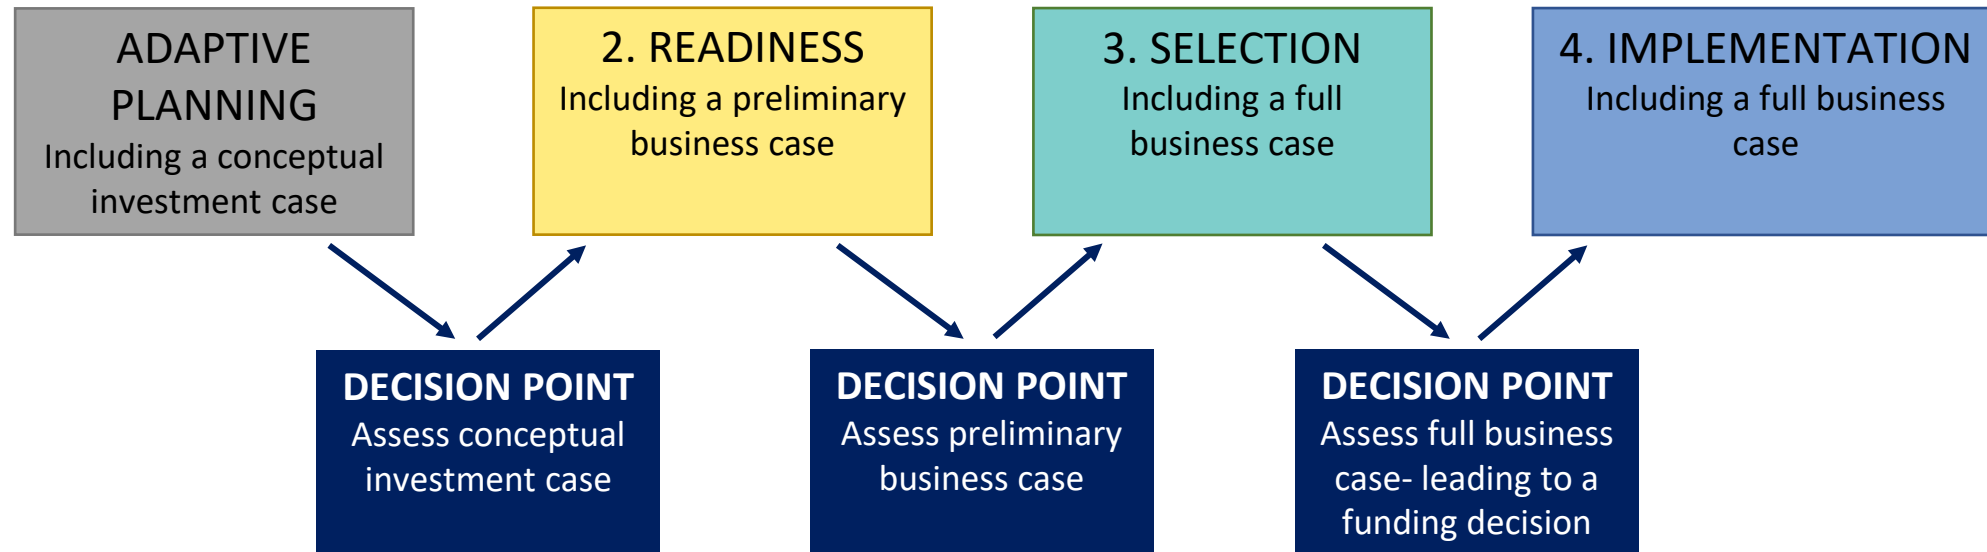 ADAPTIVE
PLANNING
Including a conceptual
investment case
2. READINESS
Including a preliminary
business case
3. SELECTION
Including a full
business case
4. IMPLEMENTATION
Including a full business
case
DECISION POINT
Assess conceptual
investment case
DECISION POINT
Assess preliminary
business case
DECISION POINT
Assess full business
case- leading to a
funding decision